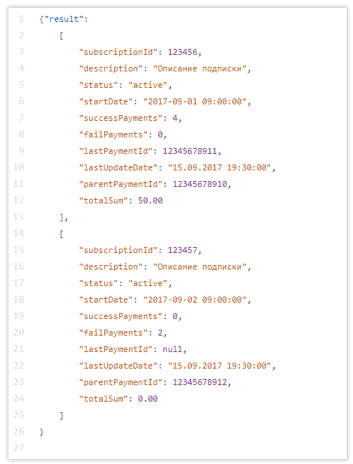 1 {"result":
2 [
3 "subscriptionId": 123456,
4 "description": "Описание подписки",
5 "status": "active",
6 "startDate": "2017-09-01 09:00:00",
7 "successPayments": 4,
8 "failPayments": 0,
9 "lastPaymentId": 12345678911,
10 "lastUpdateDate": "15.09.2017 19:30:00",
11 "parentPaymentId": 12345678910,
12 "totalSum": 50.00
13 ],
14 [
15 "subscriptionId": 123457,
16 "description": "Описание подписки",
17 "status": "active",
18 "startDate": "2017-09-02 09:00:00",
19 "successPayments": 0,
20 "failPayments": 2,
21 "lastPaymentId": null,
22 "lastUpdateDate": "15.09.2017 19:30:00",
23 "parentPaymentId": 12345678912,
24 "totalSum": 0.00
25 ]
26 }
27